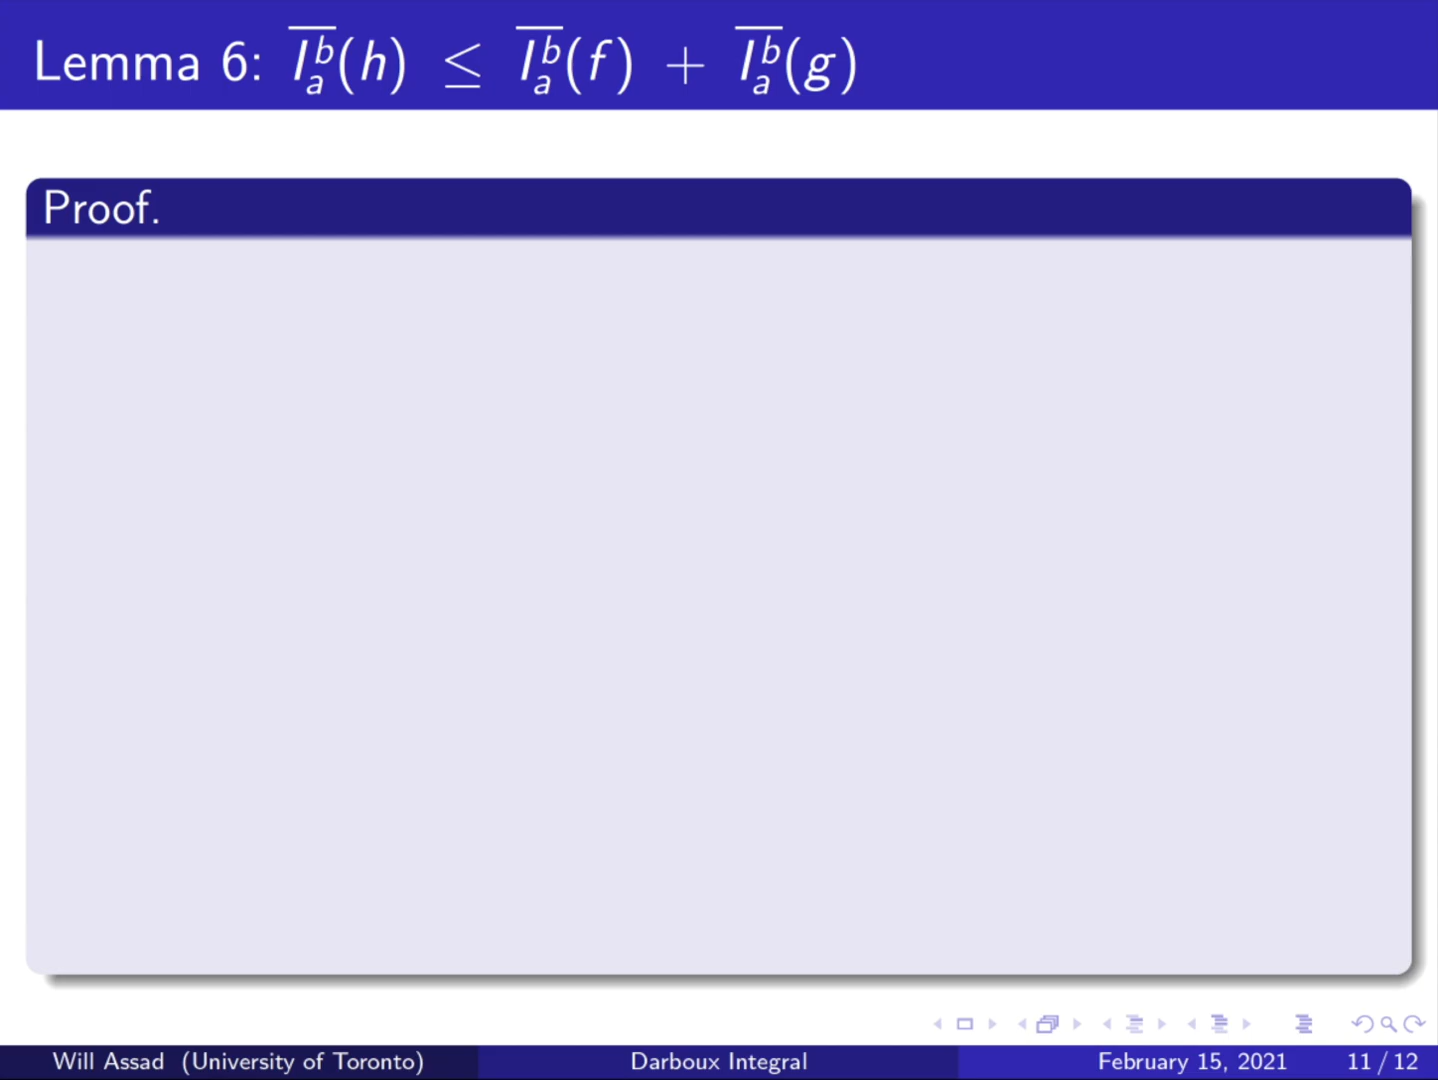 Lemma 6: $\overline{I_a^b}(h) \leq \overline{I_a^b}(f) + \overline{I_a^b}(g)$
Proof.
Will Assad (University of Toronto) Darboux Integral February 15, 2021 11 / 12